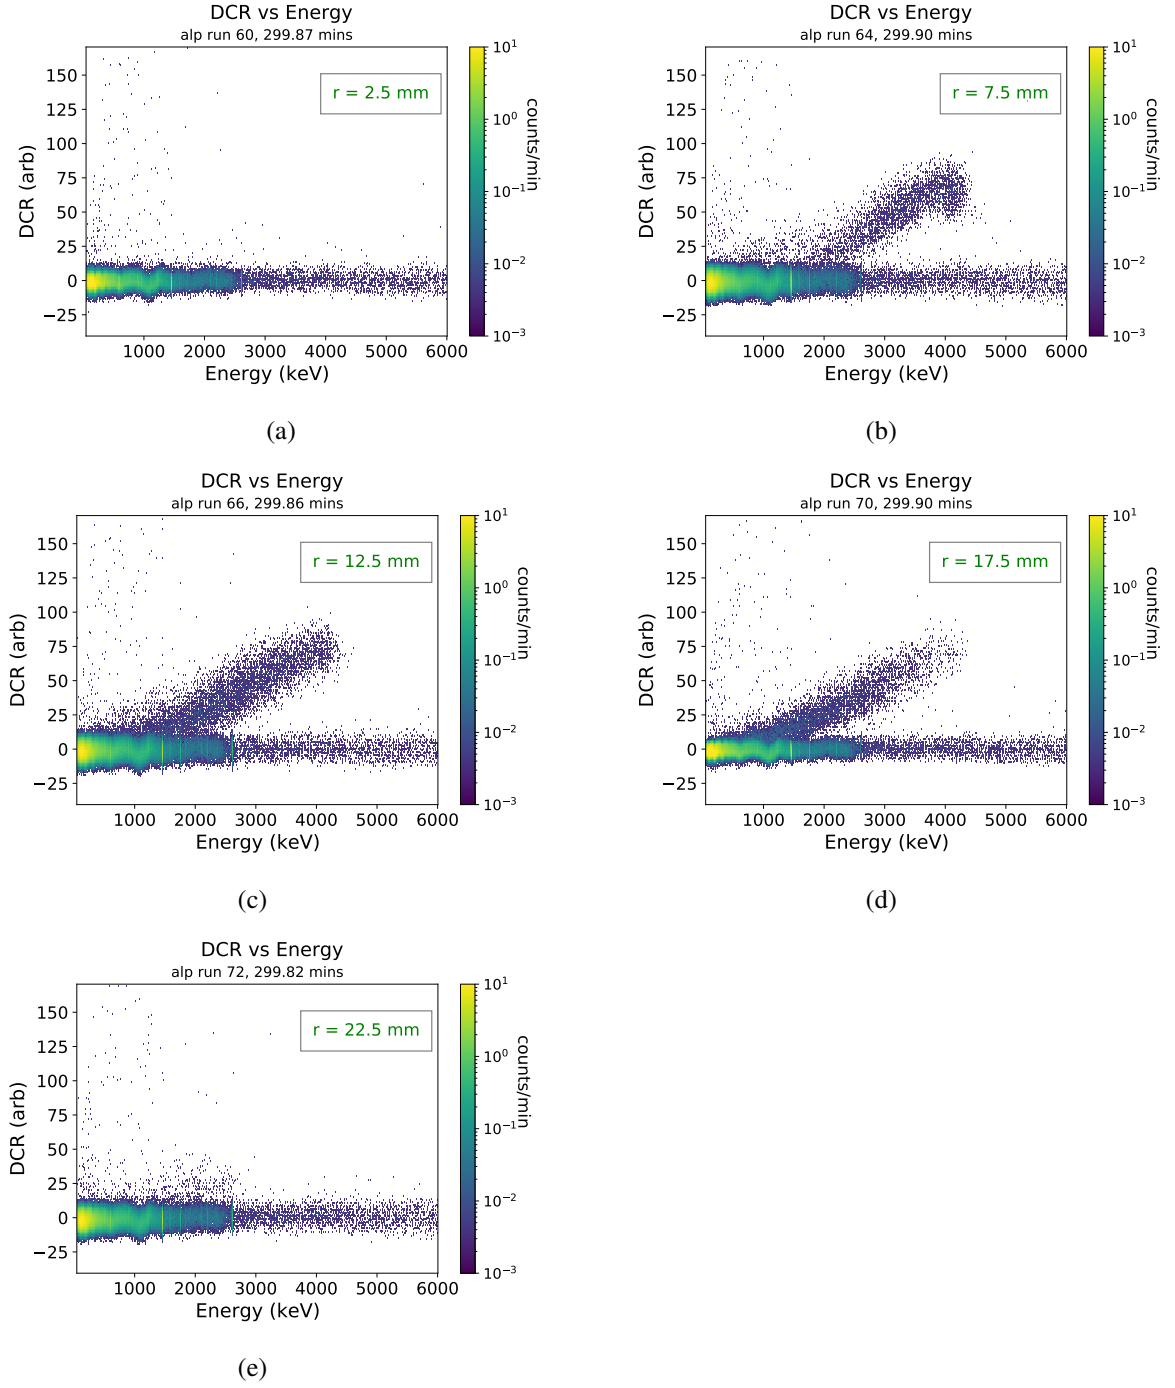 DCR vs Energy
alp run 60, 299.87 mins
r = 2.5 mm
DCR (arb)
150
125
100
75
50
25
0
−25
1000 2000 3000 4000 5000 6000
Energy (keV)
10^1
10^0
10^−1
10^−2
10^−3
counts/min
(a)
DCR vs Energy
alp run 64, 299.90 mins
r = 7.5 mm
DCR (arb)
150
125
100
75
50
25
0
−25
1000 2000 3000 4000 5000 6000
Energy (keV)
10^1
10^0
10^−1
10^−2
10^−3
counts/min
(b)
DCR vs Energy
alp run 66, 299.86 mins
r = 12.5 mm
DCR (arb)
150
125
100
75
50
25
0
−25
1000 2000 3000 4000 5000 6000
Energy (keV)
10^1
10^0
10^−1
10^−2
10^−3
counts/min
(c)
DCR vs Energy
alp run 70, 299.90 mins
r = 17.5 mm
DCR (arb)
150
125
100
75
50
25
0
−25
1000 2000 3000 4000 5000 6000
Energy (keV)
10^1
10^0
10^−1
10^−2
10^−3
counts/min
(d)
DCR vs Energy
alp run 72, 299.82 mins
r = 22.5 mm
DCR (arb)
150
125
100
75
50
25
0
−25
1000 2000 3000 4000 5000 6000
Energy (keV)
10^1
10^0
10^−1
10^−2
10^−3
counts/min
(e)